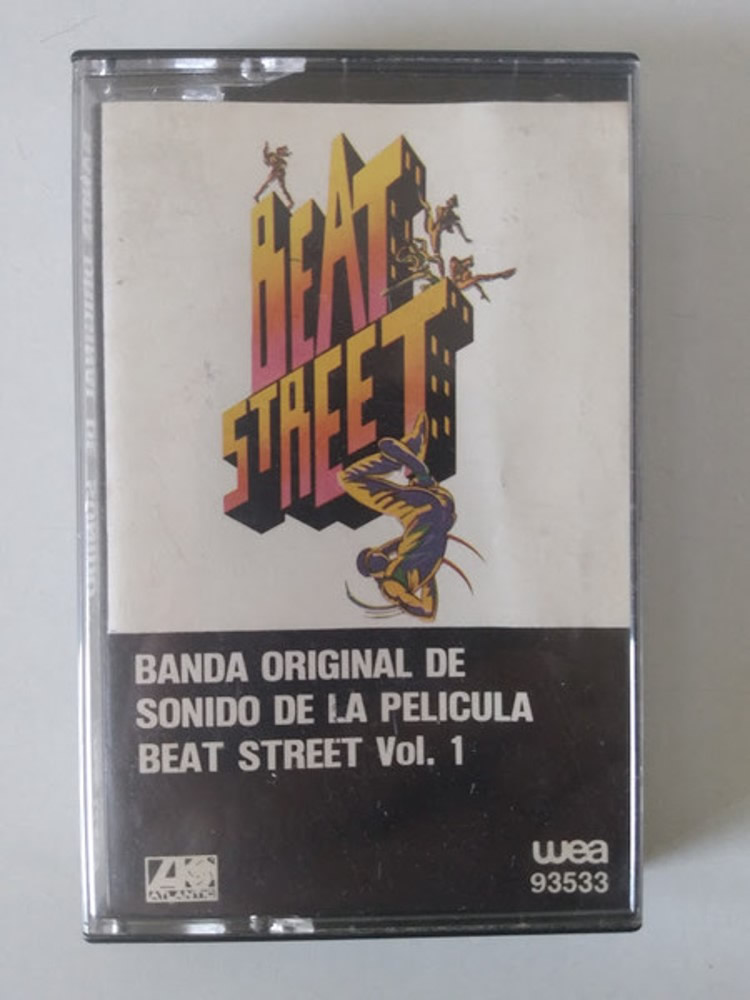 BEAT
STREET
BANDA ORIGINAL DE
SONIDO DE LA PELICULA
BEAT STREET Vol. 1
ATLANTIC
wea
93533